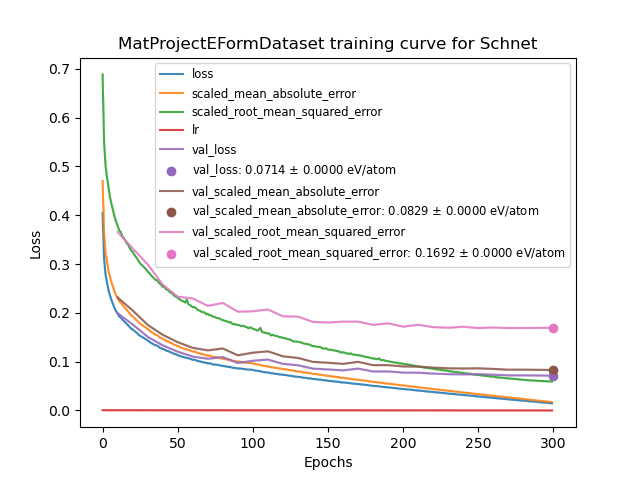 MatProjectEFormDataset training curve for Schnet
loss
scaled_mean_absolute_error
scaled_root_mean_squared_error
lr
val_loss
val_loss: 0.0714 ± 0.0000 eV/atom
val_scaled_mean_absolute_error
val_scaled_mean_absolute_error: 0.0829 ± 0.0000 eV/atom
val_scaled_root_mean_squared_error
val_scaled_root_mean_squared_error: 0.1692 ± 0.0000 eV/atom
Loss
0.7
0.6
0.5
0.4
0.3
0.2
0.1
0.0
0 50 100 150 200 250 300
Epochs